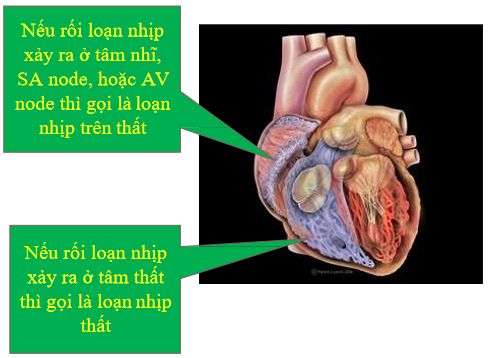 Nếu rối loạn nhịp
xảy ra ở tâm nhĩ,
SA node, hoặc AV
node thì gọi là loạn
nhịp trên thất
Nếu rối loạn nhịp
xảy ra ở tâm thất
thì gọi là loạn nhịp
thất